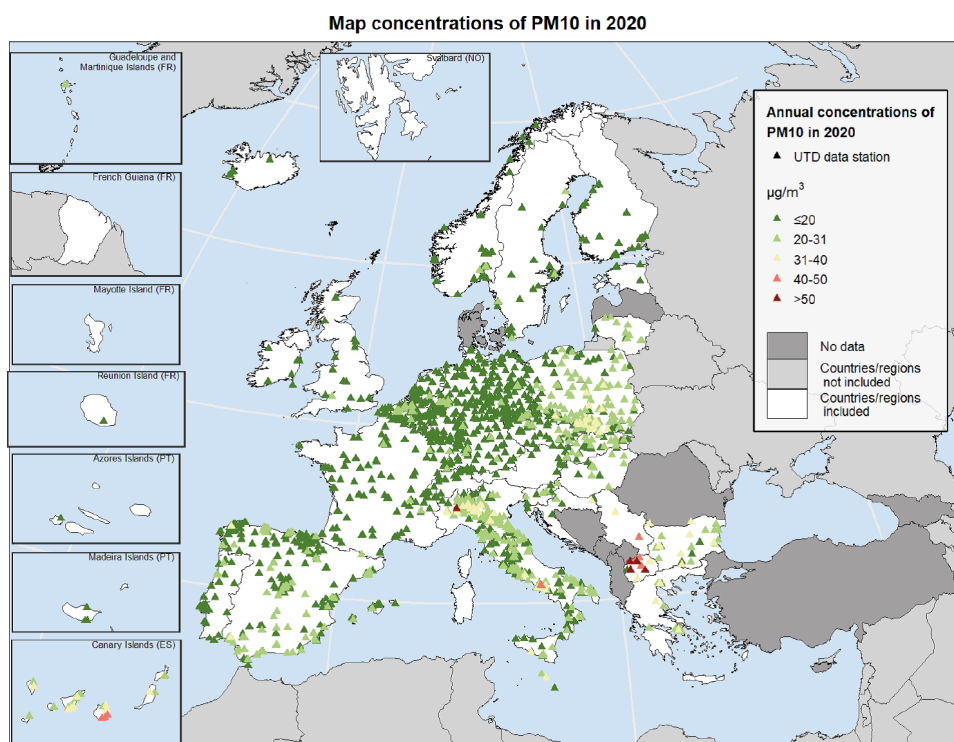 Map concentrations of PM10 in 2020
Guadeloupe and
Martinique Islands (FR)
Svalbard (NO)
French Guiana (FR)
Mayotte Island (FR)
Reunion Island (FR)
Azores Islands (PT)
Madeira Islands (PT)
Canary Islands (ES)
Annual concentrations of
PM10 in 2020
UTD data station
µg/m³
≤20
20-31
31-40
40-50
>50
No data
Countries/regions
not included
Countries/regions
included